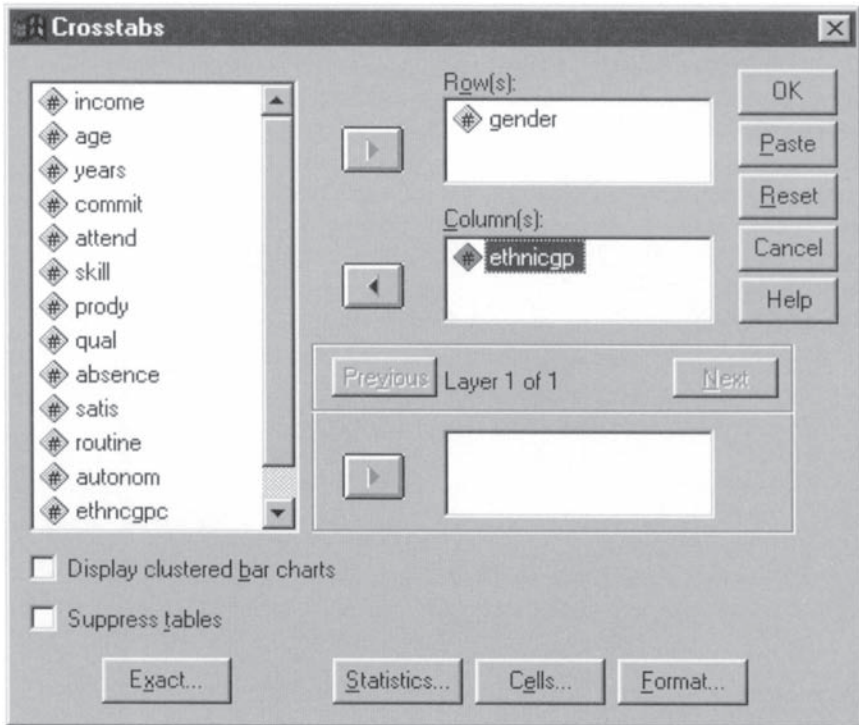 Crosstabs
income
age
years
commit
attend
skill
prody
qual
absence
satis
routine
autonom
ethncgpc
Row(s):
gender
Column(s):
ethnicgp
Previous Layer 1 of 1 Next
OK
Paste
Reset
Cancel
Help
Display clustered bar charts
Suppress tables
Exact... Statistics... Cells... Format...